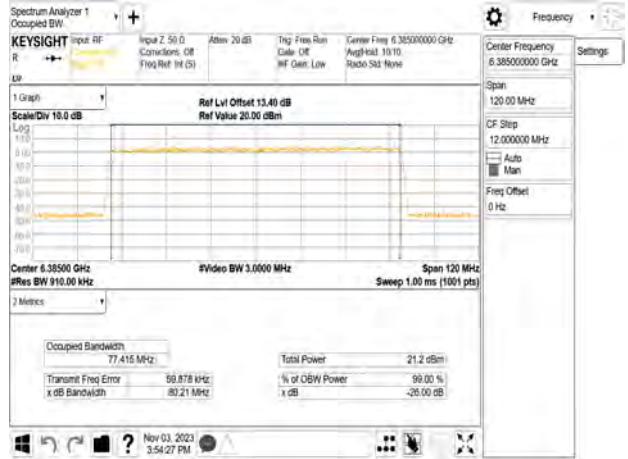 Spectrum Analyzer 1
Occupied BW
Frequency
KEYSIGHT
Input: RF
R
Input Z: 50 Ω
Corrections: Off
Freq Ref: Int (S)
Atten: 20 dB
Trig: Free Run
Gate: Off
#IF Gain: Low
Center Freq: 6.385000000 GHz
Avg|Hold: 10/10
Radio Std: None
Center Frequency
6.385000000 GHz
Settings
Span
120.00 MHz
CF Step
12.000000 MHz
Auto
Man
Freq Offset
0 Hz
1 Graph
Scale/Div 10.0 dB
Ref Lvl Offset 13.40 dB
Ref Value 20.00 dBm
Log
Center 6.38500 GHz
#Res BW 910.00 kHz
#Video BW 3.0000 MHz
Span 120 MHz
Sweep 1.00 ms (1001 pts)
2 Metrics
Occupied Bandwidth
77.415 MHz
Total Power 21.2 dBm
Transmit Freq Error 59.878 kHz
% of OBW Power 99.00 %
x dB Bandwidth 80.21 MHz
x dB -26.00 dB
?
Nov 03, 2023
3:54:27 PM